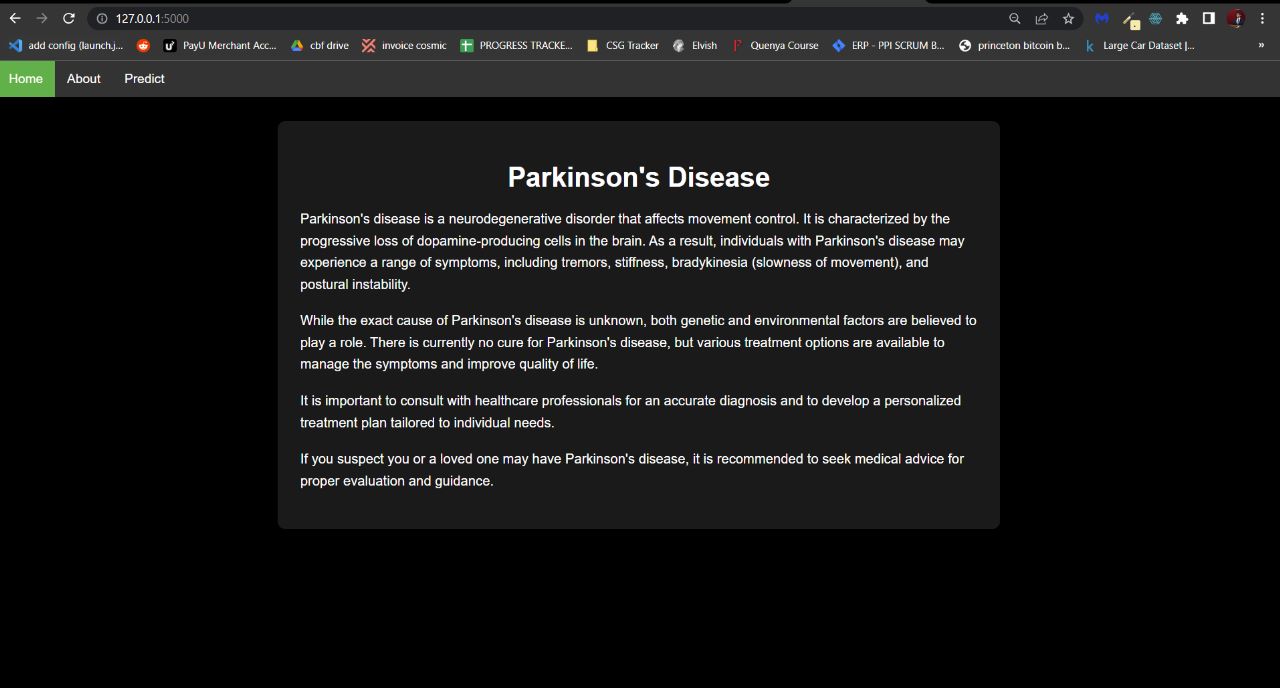 127.0.0.1:5000
add config (launch.j... PayU Merchant Acc... cbf drive invoice cosmic PROGRESS TRACKE... CSG Tracker Elvish Quenya Course ERP - PPI SCRUM B... princeton bitcoin b... Large Car Dataset |... »
Home About Predict
Parkinson's Disease
Parkinson's disease is a neurodegenerative disorder that affects movement control. It is characterized by the
progressive loss of dopamine-producing cells in the brain. As a result, individuals with Parkinson's disease may
experience a range of symptoms, including tremors, stiffness, bradykinesia (slowness of movement), and
postural instability.
While the exact cause of Parkinson's disease is unknown, both genetic and environmental factors are believed to
play a role. There is currently no cure for Parkinson's disease, but various treatment options are available to
manage the symptoms and improve quality of life.
It is important to consult with healthcare professionals for an accurate diagnosis and to develop a personalized
treatment plan tailored to individual needs.
If you suspect you or a loved one may have Parkinson's disease, it is recommended to seek medical advice for
proper evaluation and guidance.